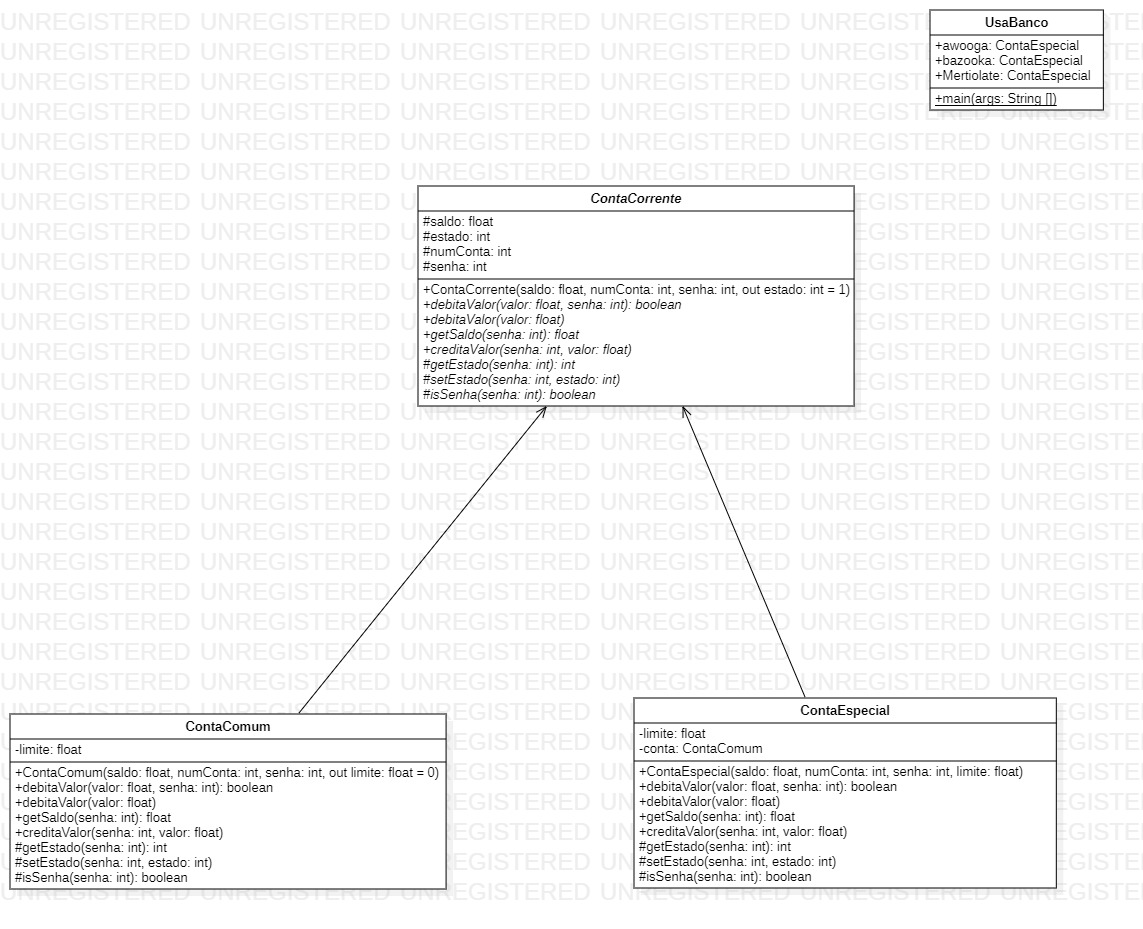 UsaBanco
+awooga: ContaEspecial
+bazooka: ContaEspecial
+Mertiolate: ContaEspecial
+main(args: String [])
ContaCorrente
#saldo: float
#estado: int
#numConta: int
#senha: int
+ContaCorrente(saldo: float, numConta: int, senha: int, out estado: int = 1)
+debitaValor(valor: float, senha: int): boolean
+debitaValor(valor: float)
+getSaldo(senha: int): float
+creditaValor(senha: int, valor: float)
#getEstado(senha: int): int
#setEstado(senha: int, estado: int)
#isSenha(senha: int): boolean
ContaComum
-limite: float
+ContaComum(saldo: float, numConta: int, senha: int, out limite: float = 0)
+debitaValor(valor: float, senha: int): boolean
+debitaValor(valor: float)
+getSaldo(senha: int): float
+creditaValor(senha: int, valor: float)
#getEstado(senha: int): int
#setEstado(senha: int, estado: int)
#isSenha(senha: int): boolean
ContaEspecial
-limite: float
-conta: ContaComum
+ContaEspecial(saldo: float, numConta: int, senha: int, limite: float)
+debitaValor(valor: float, senha: int): boolean
+debitaValor(valor: float)
+getSaldo(senha: int): float
+creditaValor(senha: int, valor: float)
#getEstado(senha: int): int
#setEstado(senha: int, estado: int)
#isSenha(senha: int): boolean
UNREGISTERED